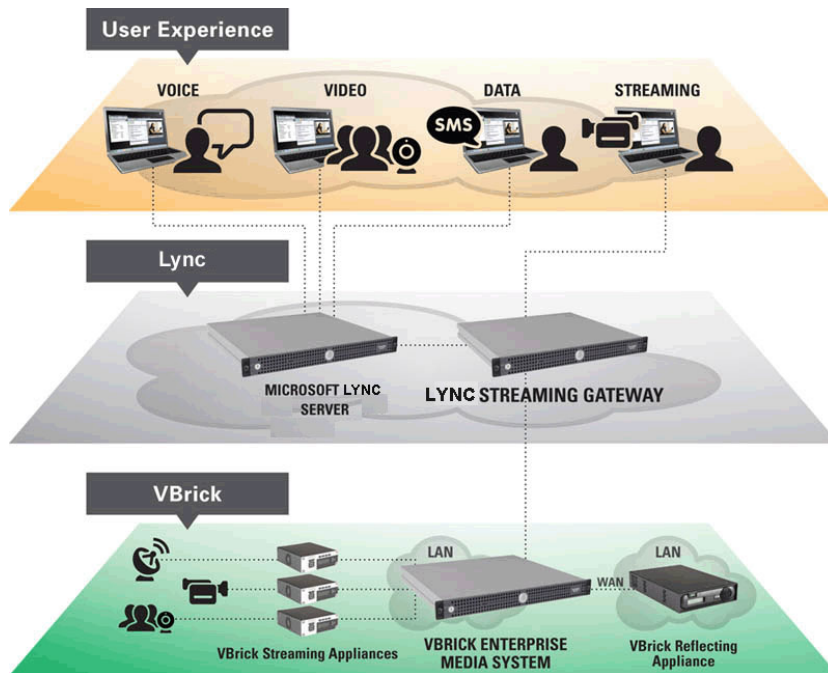 User Experience
VOICE
VIDEO
DATA
STREAMING
SMS
Lync
MICROSOFT LYNC
SERVER
LYNC STREAMING GATEWAY
VBrick
LAN
LAN
WAN
VBrick Streaming Appliances
VBRICK ENTERPRISE
MEDIA SYSTEM
VBrick Reflecting
Appliance